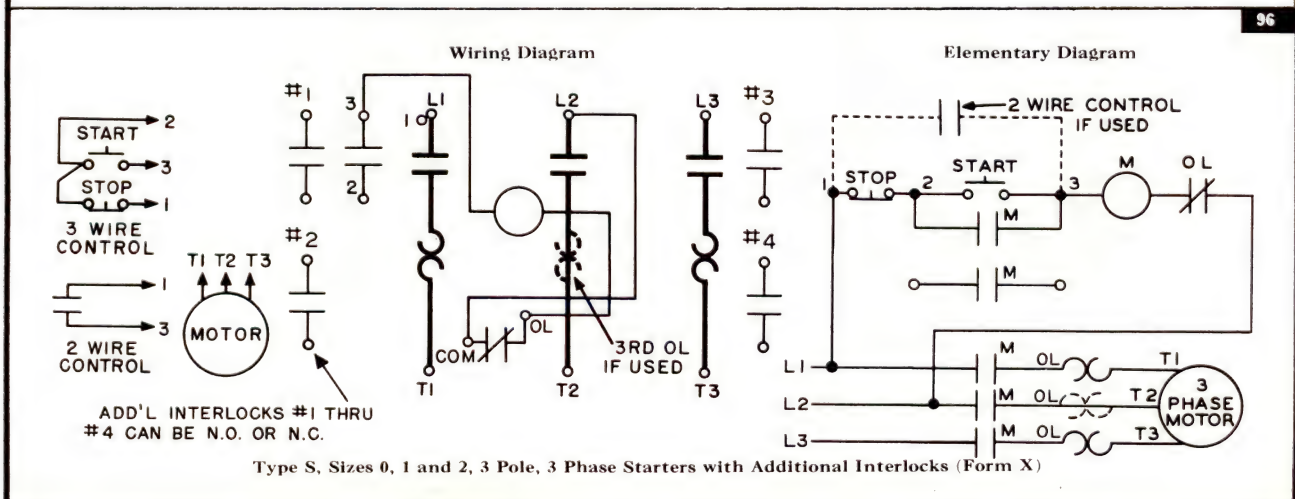 96
Wiring Diagram
Elementary Diagram
START
2
3
STOP
1
3 WIRE
CONTROL
1
3
2 WIRE
CONTROL
T1 T2 T3
MOTOR
#1
#2
ADD'L INTERLOCKS #1 THRU
#4 CAN BE N.O. OR N.C.
3
2
1
L1
L2
L3
COM
OL
3RD OL
IF USED
T1
T2
T3
#3
#4
2 WIRE CONTROL
IF USED
1
STOP
2
START
3
M
OL
M
M
L1
M
OL
T1
L2
M
OL
T2
L3
M
OL
T3
3
PHASE
MOTOR
Type S, Sizes 0, 1 and 2, 3 Pole, 3 Phase Starters with Additional Interlocks (Form X)